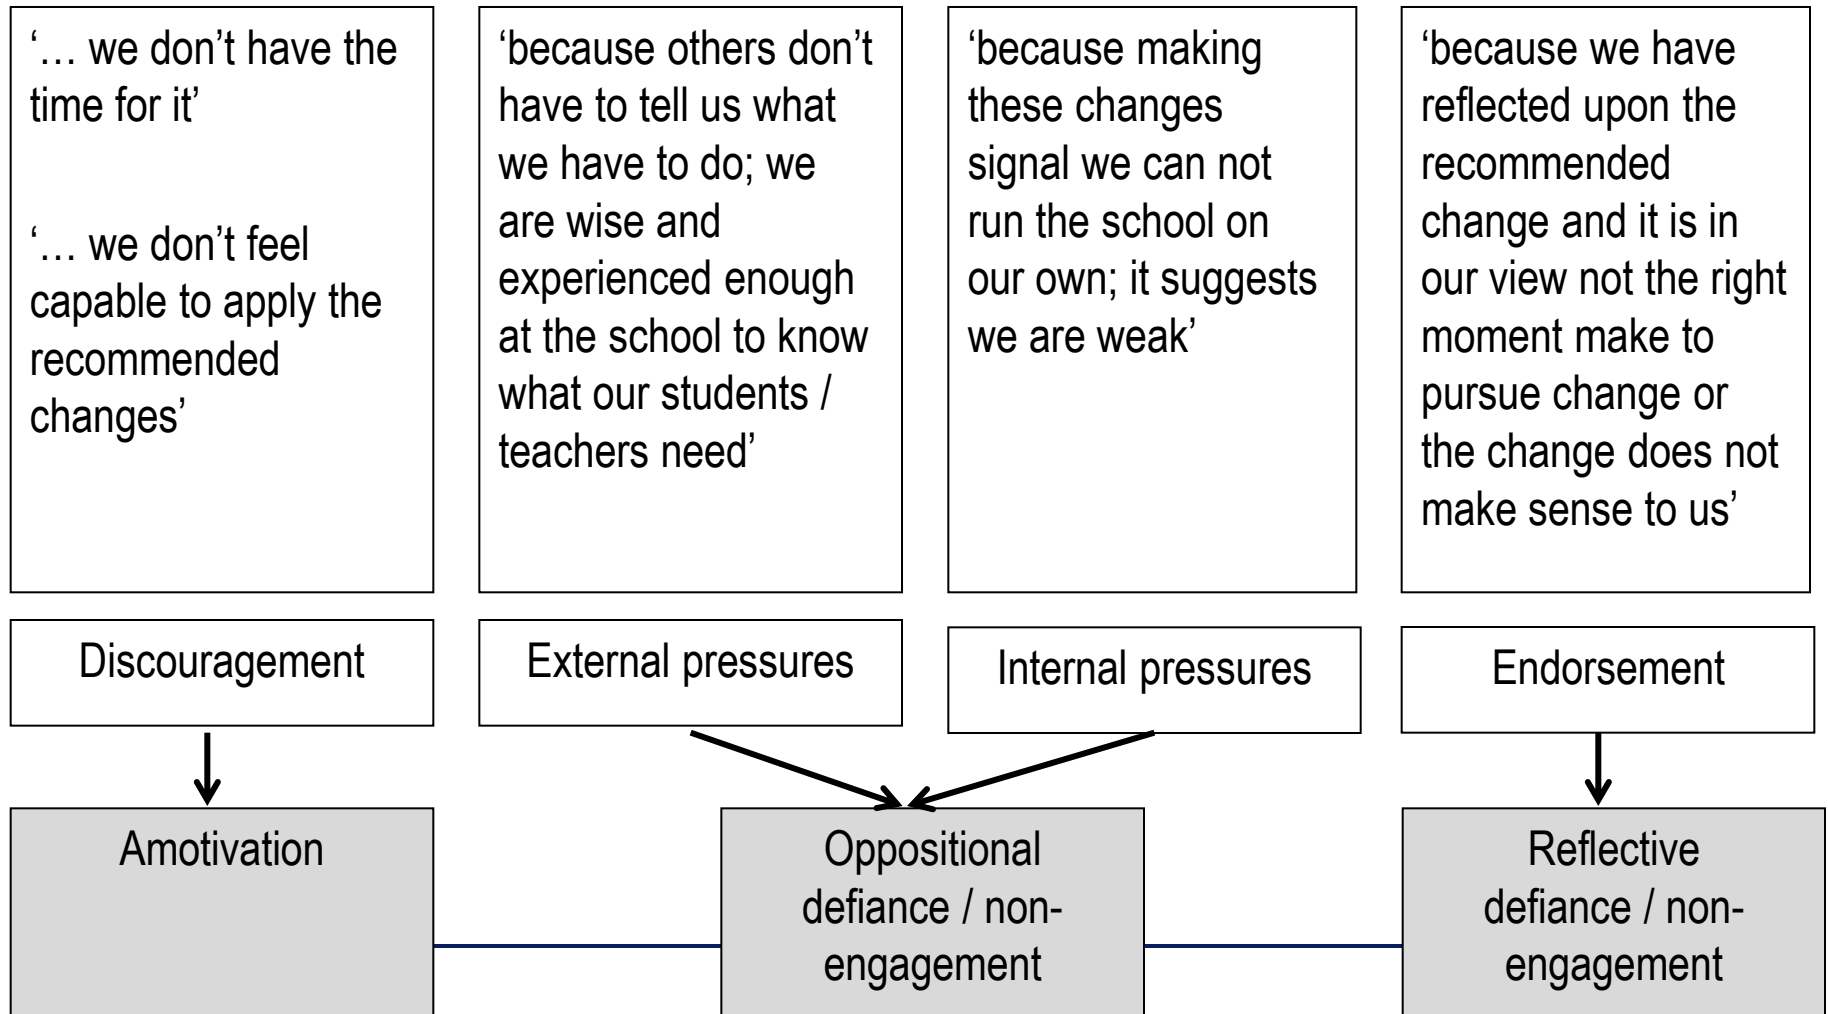 ‘… we don’t have the
time for it’
‘… we don’t feel
capable to apply the
recommended
changes’
‘because others don’t
have to tell us what
we have to do; we
are wise and
experienced enough
at the school to know
what our students /
teachers need’
‘because making
these changes
signal we can not
run the school on
our own; it suggests
we are weak’
‘because we have
reflected upon the
recommended
change and it is in
our view not the right
moment make to
pursue change or
the change does not
make sense to us’
Discouragement
External pressures
Internal pressures
Endorsement
Amotivation
Oppositional
defiance / non-
engagement
Reflective
defiance / non-
engagement